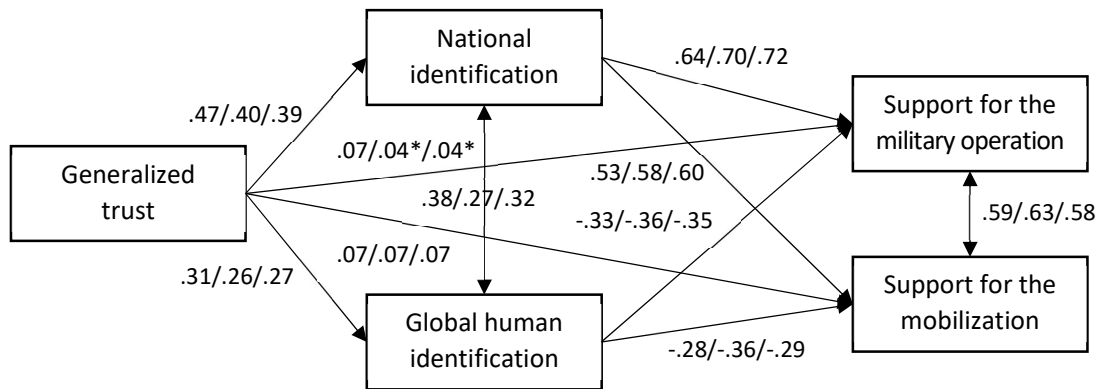 National
identification
.64/.70/.72
Support for the
military operation
.47/.40/.39
.07/.04*/.04*
.53/.58/.60
Generalized
trust
.38/.27/.32
-.33/-.36/-.35
.59/.63/.58
.07/.07/.07
.31/.26/.27
Support for the
mobilization
Global human
identification
-.28/-.36/-.29